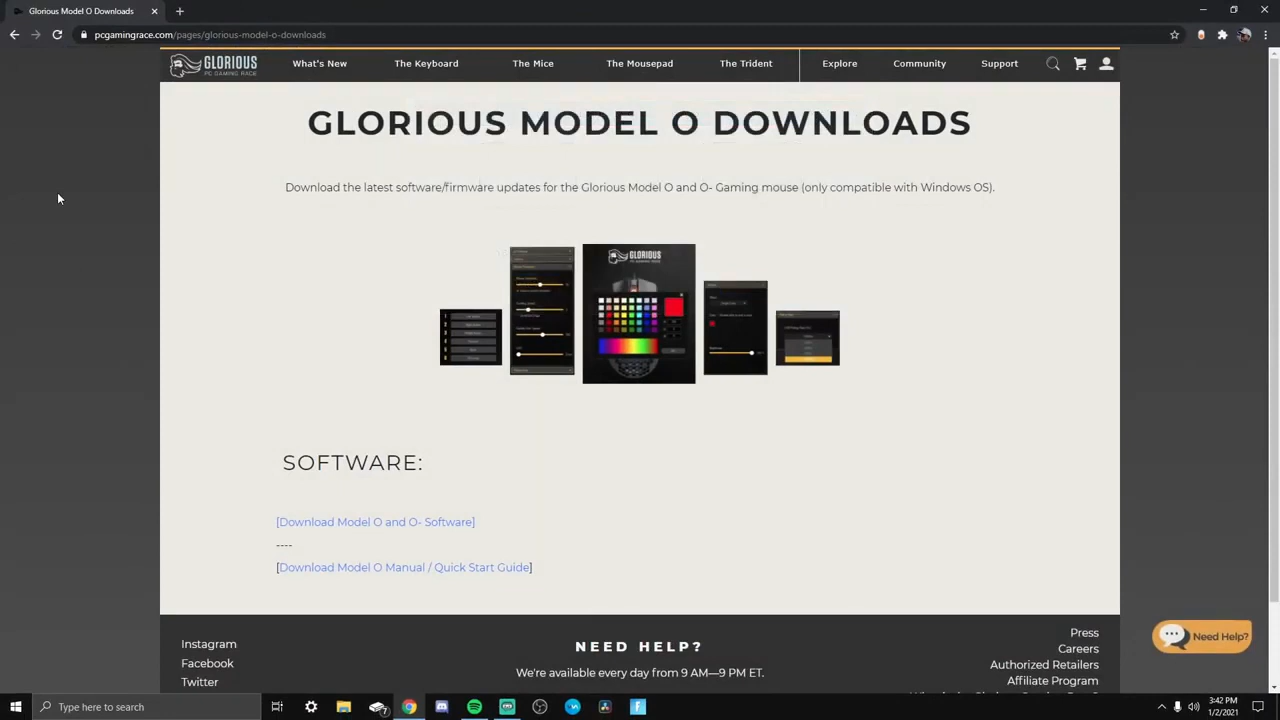 Glorious Model O Downloads
pcgamingrace.com/pages/glorious-model-o-downloads
GLORIOUS
PC GAMING RACE
What's New
The Keyboard
The Mice
The Mousepad
The Trident
Explore
Community
Support
GLORIOUS MODEL O DOWNLOADS
Download the latest software/firmware updates for the Glorious Model O and O- Gaming mouse (only compatible with Windows OS).
GLORIOUS
SOFTWARE:
[Download Model O and O- Software]
----
[Download Model O Manual / Quick Start Guide]
Instagram
Facebook
Twitter
NEED HELP?
We're available every day from 9 AM—9 PM ET.
Press
Careers
Authorized Retailers
Affiliate Program
Need Help?
Type here to search
3:42 PM
1/2/2021